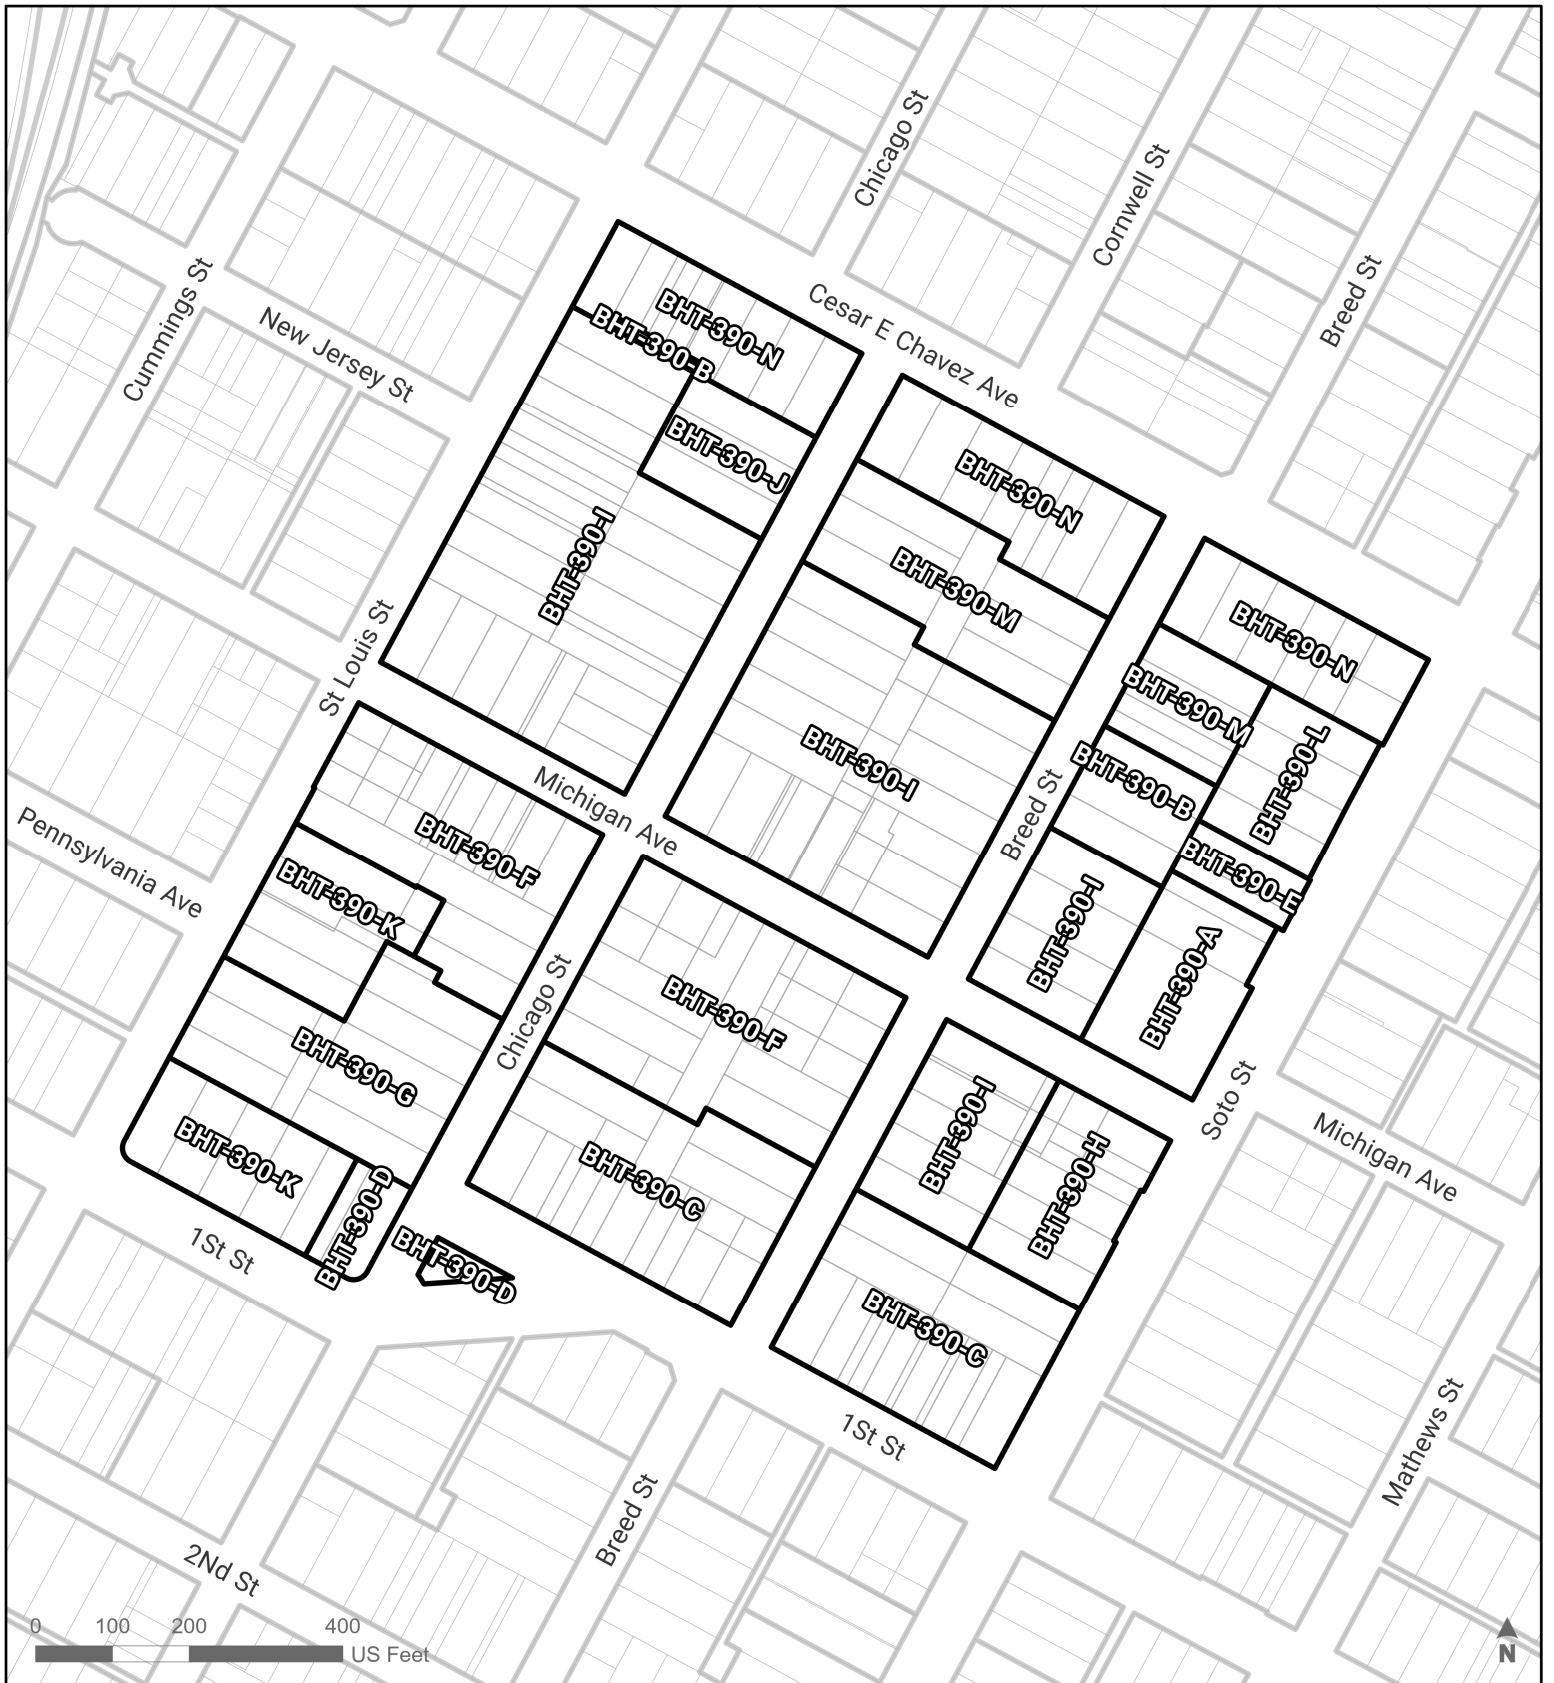 Chicago St
Cornwell St
Breed St
Cummings St
New Jersey St
Cesar E Chavez Ave
BHT-390-N
BHT-390-B
BHT-390-J
BHT-390-N
BHT-390-I
BHT-390-M
BHT-390-N
St Louis St
BHT-390-M
BHT-390-L
BHT-390-I
BHT-390-B
Michigan Ave
Breed St
Pennsylvania Ave
BHT-390-F
BHT-390-E
BHT-390-K
BHT-390-I
BHT-390-A
BHT-390-F
Chicago St
BHT-390-G
Soto St
BHT-390-I
BHT-390-H
Michigan Ave
BHT-390-K
BHT-390-C
BHT-390-D
BHT-390-D
1St St
BHT-390-C
1St St
Mathews St
Breed St
2Nd St
0 100 200 400
US Feet
N